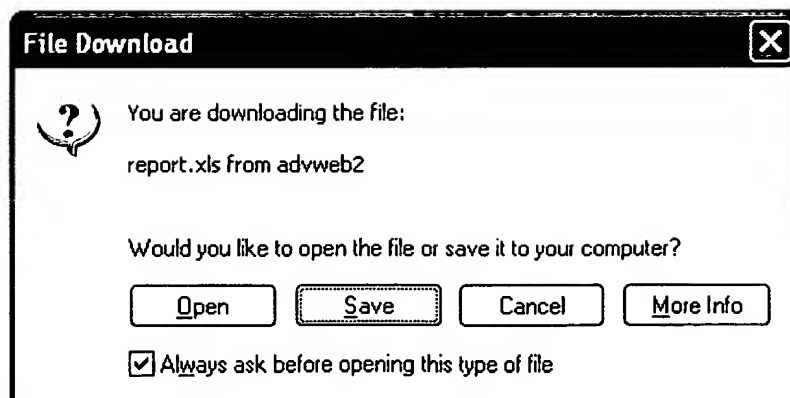 File Download
You are downloading the file:
report.xls from advweb2
Would you like to open the file or save it to your computer?
Open Save Cancel More Info
Always ask before opening this type of file